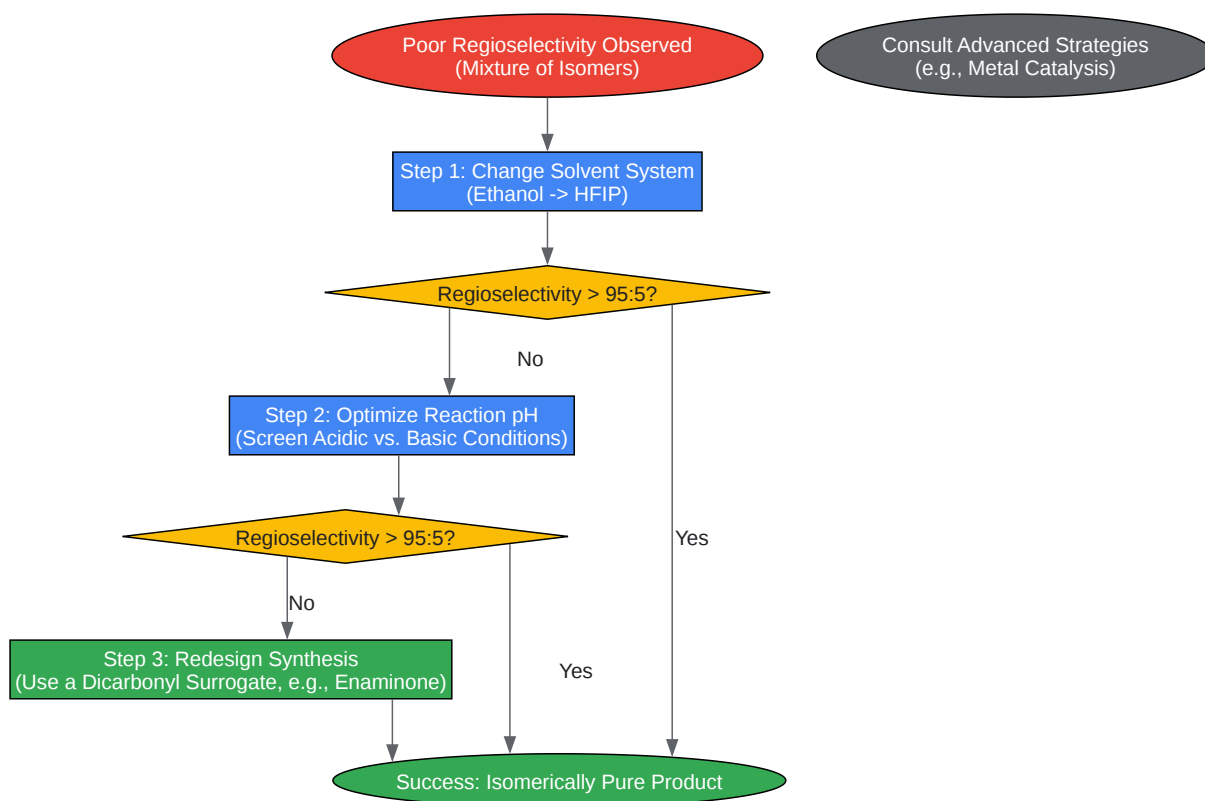 Poor Regioselectivity Observed
(Mixture of Isomers)
Consult Advanced Strategies
(e.g., Metal Catalysis)
Step 1: Change Solvent System
(Ethanol -> HFIP)
Regioselectivity > 95:5?
No
Step 2: Optimize Reaction pH
(Screen Acidic vs. Basic Conditions)
Regioselectivity > 95:5?
Yes
No
Step 3: Redesign Synthesis
(Use a Dicarbonyl Surrogate, e.g., Enaminone)
Yes
Success: Isomerically Pure Product